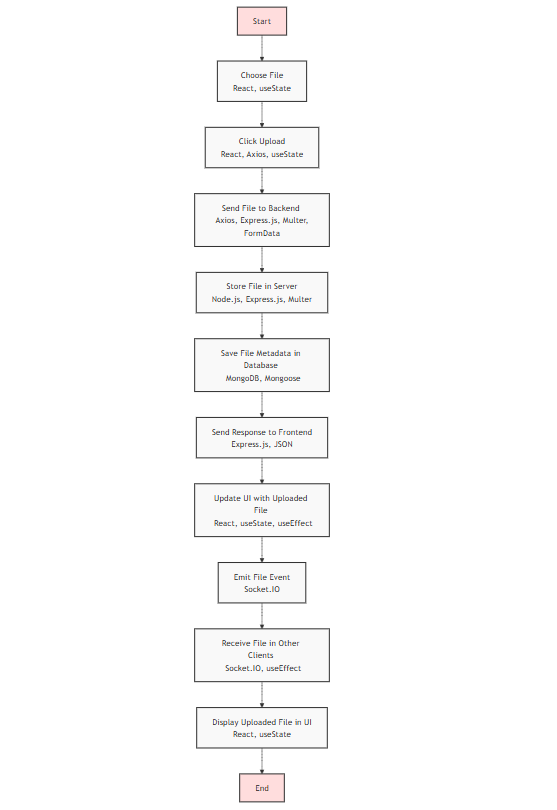 Start
Choose File
React, useState
Click Upload
React, Axios, useState
Send File to Backend
Axios, Express.js, Multer,
FormData
Store File in Server
Node.js, Express.js, Multer
Save File Metadata in
Database
MongoDB, Mongoose
Send Response to Frontend
Express.js, JSON
Update UI with Uploaded
File
React, useState, useEffect
Emit File Event
Socket.IO
Receive File in Other
Clients
Socket.IO, useEffect
Display Uploaded File in UI
React, useState
End